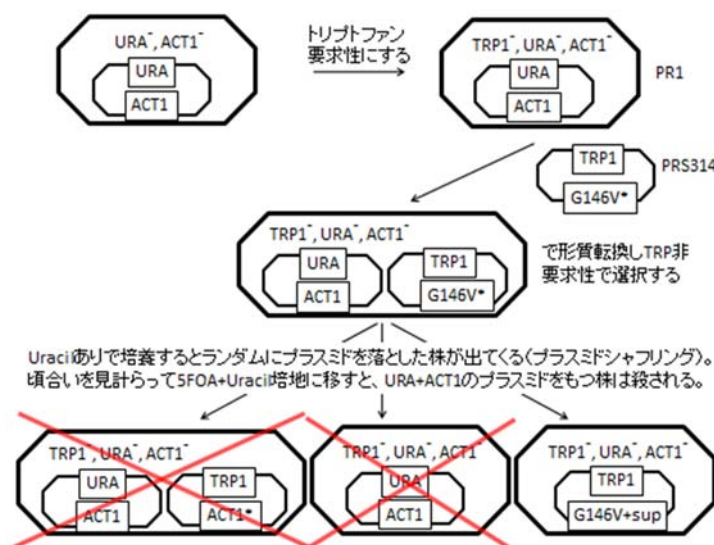 URA⁻, ACT1⁻
URA
ACT1
トリプトファン
要求性にする
TRP1⁻, URA⁻, ACT1⁻
URA
ACT1
PR1
TRP1
G146V*
PRS314
TRP1⁻, URA⁻, ACT1⁻
URA
ACT1
TRP1
G146V*
で形質転換しTRP非
要求性で選択する
Uracilありで培養するとランダムにプラスミドを落とした株が出てくる(プラスミドシャフリング)。
頃合いを見計らって5FOA+Uracil培地に移すと、URA+ACT1のプラスミドをもつ株は殺される。
TRP1⁻, URA⁻, ACT1⁻
URA
ACT1
TRP1
ACT1*
TRP1⁻, URA⁻, ACT1⁻
URA
ACT1
TRP1⁻, URA⁻, ACT1⁻
TRP1
G146V+sup